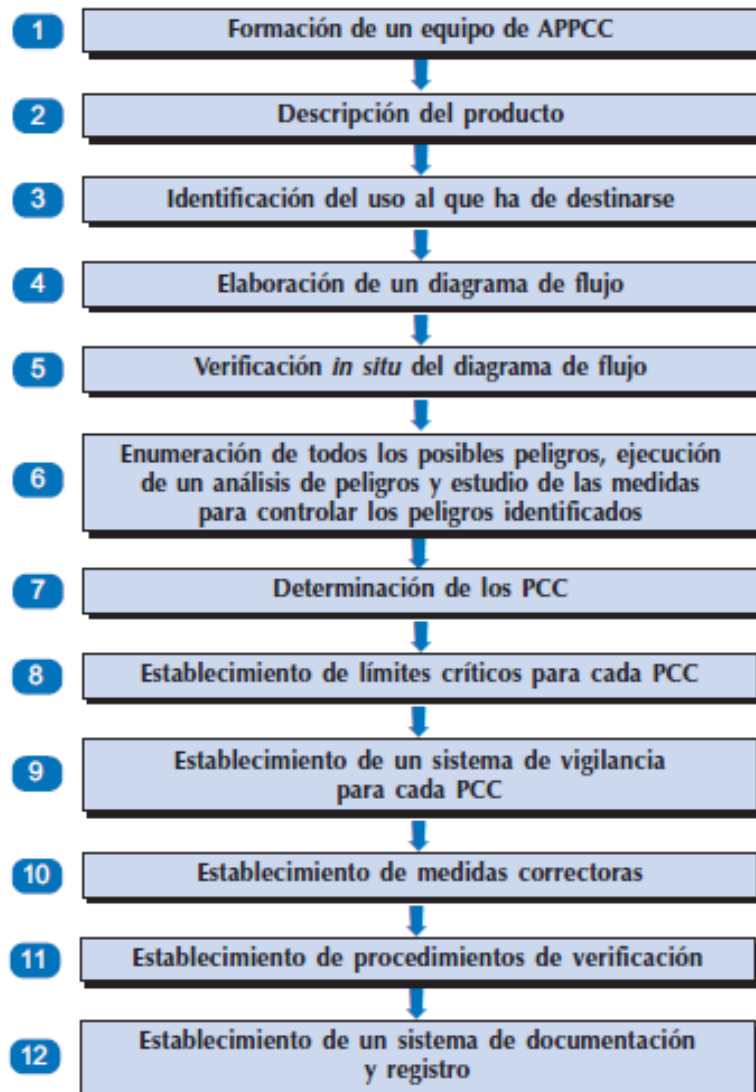 1
Formación de un equipo de APPCC
2
Descripción del producto
3
Identificación del uso al que ha de destinarse
4
Elaboración de un diagrama de flujo
5
Verificación in situ del diagrama de flujo
6
Enumeración de todos los posibles peligros, ejecución
de un análisis de peligros y estudio de las medidas
para controlar los peligros identificados
7
Determinación de los PCC
8
Establecimiento de límites críticos para cada PCC
9
Establecimiento de un sistema de vigilancia
para cada PCC
10
Establecimiento de medidas correctoras
11
Establecimiento de procedimientos de verificación
12
Establecimiento de un sistema de documentación
y registro